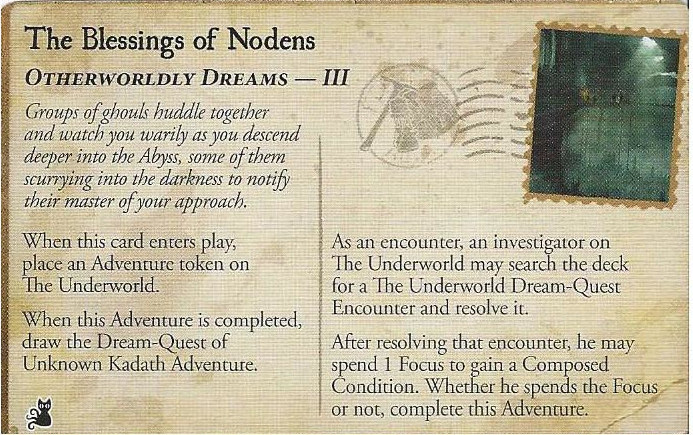 The Blessings of Nodens
Otherworldly Dreams — III
Groups of ghouls huddle together
and watch you warily as you descend
deeper into the Abyss, some of them
scurrying into the darkness to notify
their master of your approach.
When this card enters play,
place an Adventure token on
The Underworld.
When this Adventure is completed,
draw the Dream-Quest of
Unknown Kadath Adventure.
As an encounter, an investigator on
The Underworld may search the deck
for a The Underworld Dream-Quest
Encounter and resolve it.
After resolving that encounter, he may
spend 1 Focus to gain a Composed
Condition. Whether he spends the Focus
or not, complete this Adventure.